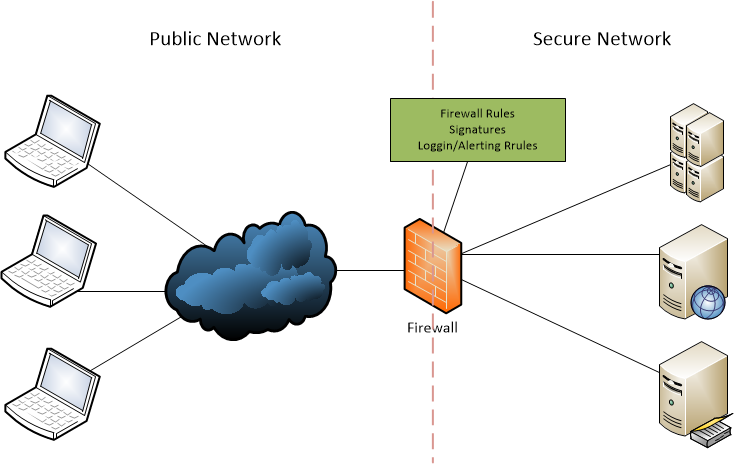 Public Network
Secure Network
Firewall Rules
Signatures
Loggin/Alerting Rrules
Firewall